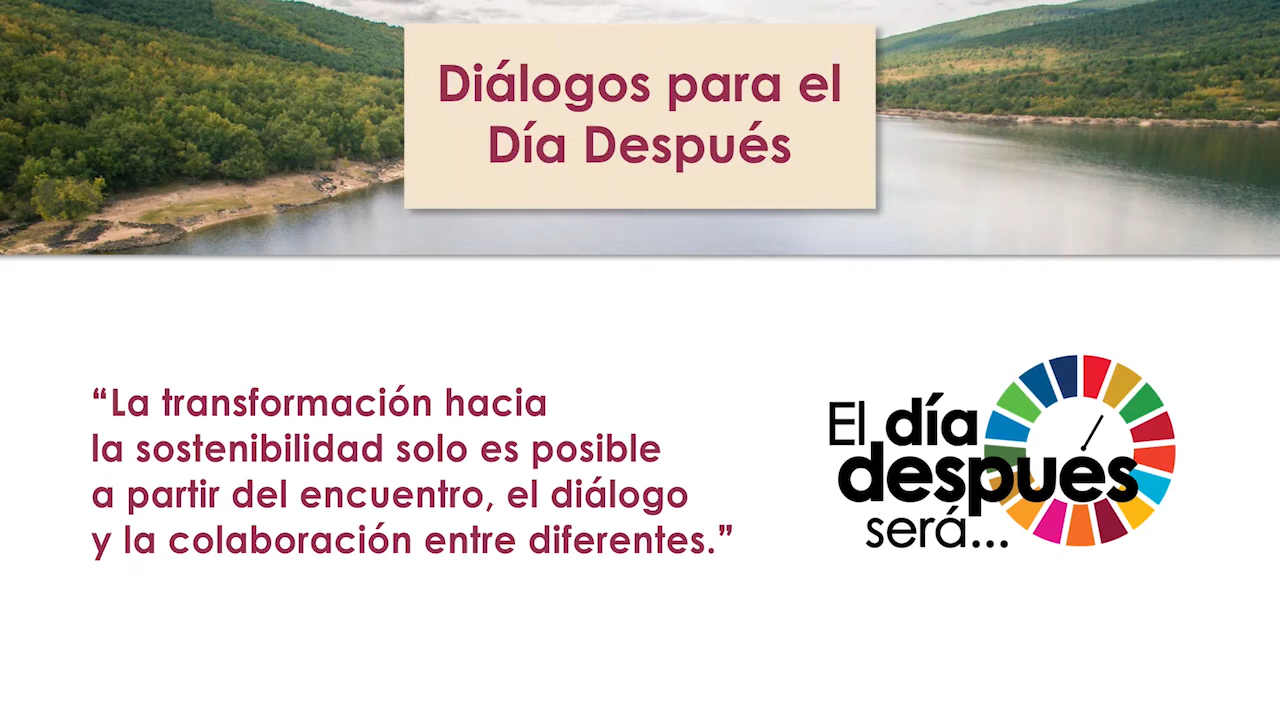 Diálogos para el
Día Después
“La transformación hacia
la sostenibilidad solo es posible
a partir del encuentro, el diálogo
y la colaboración entre diferentes.”
El día
después
será...